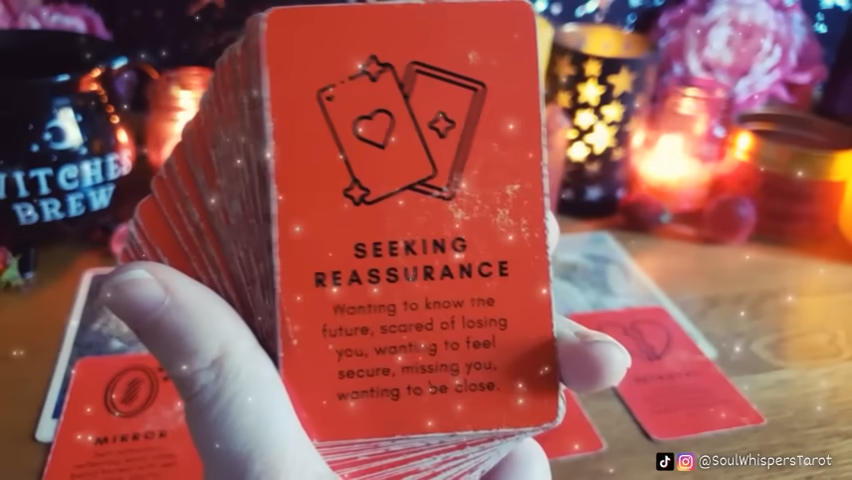 WITCHES
BREW
SEEKING
REASSURANCE
Wanting to know the
future, scared of losing
you, wanting to feel
secure, missing you,
wanting to be close.
MIRROR
@SoulWhispersTarot